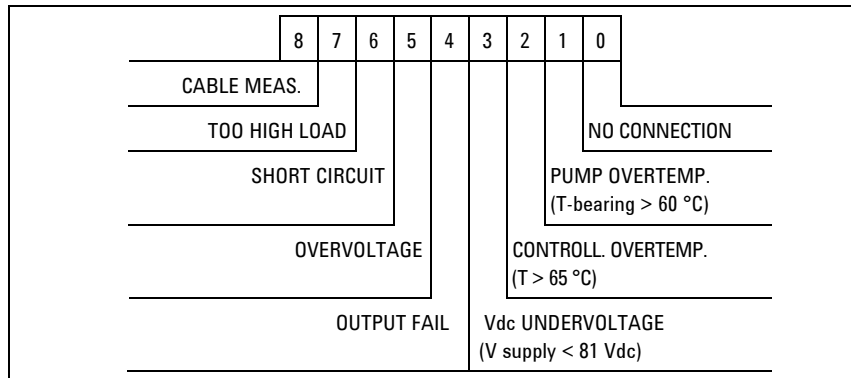 8 7 6 5 4 3 2 1 0
CABLE MEAS.
TOO HIGH LOAD
NO CONNECTION
SHORT CIRCUIT
PUMP OVERTEMP.
(T-bearing > 60 °C)
OVERVOLTAGE
CONTROLL. OVERTEMP.
(T > 65 °C)
OUTPUT FAIL
Vdc UNDERVOLTAGE
(V supply < 81 Vdc)